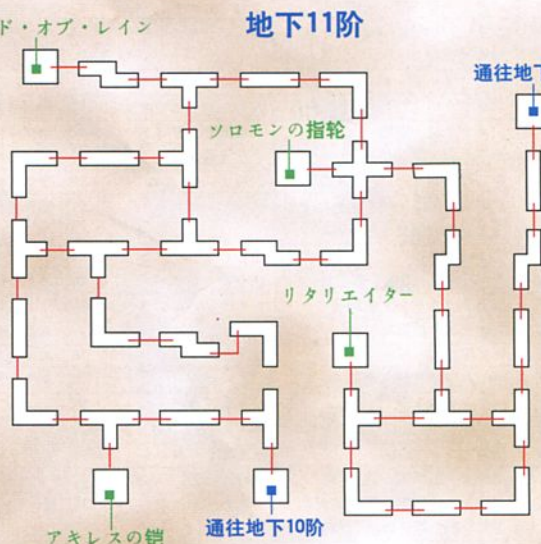 地下11阶
ド・オブ・レイン
通往地下
ソロモンの指轮
リタリエイター
アキレスの铠
通往地下10阶